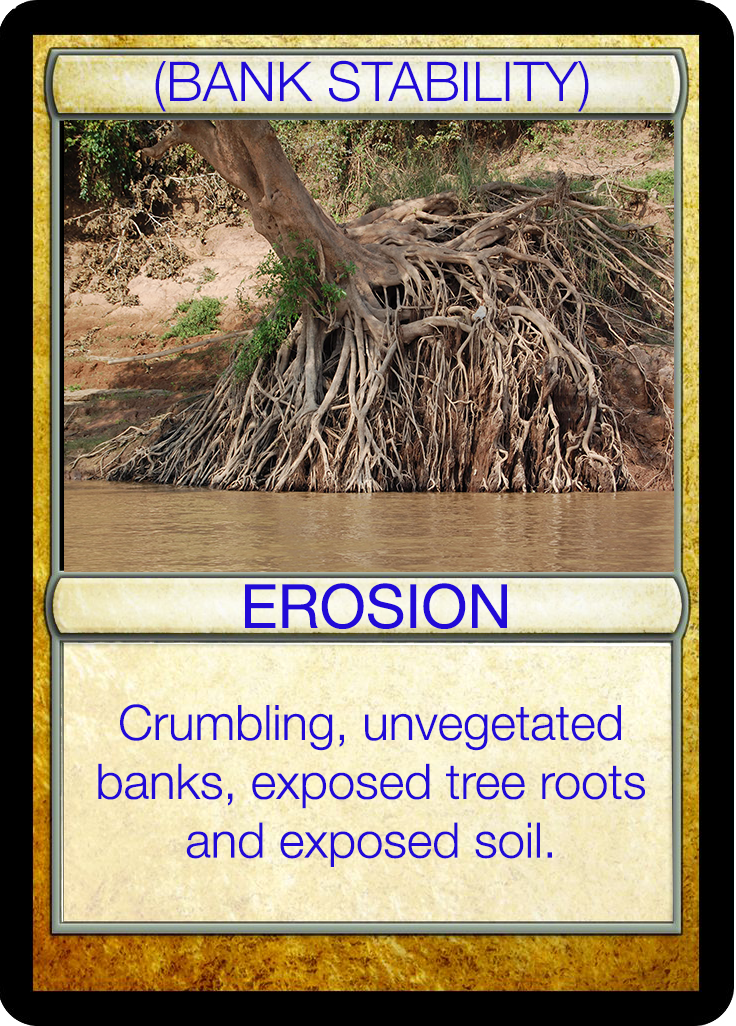 (BANK STABILITY)
EROSION
Crumbling, unvegetated
banks, exposed tree roots
and exposed soil.